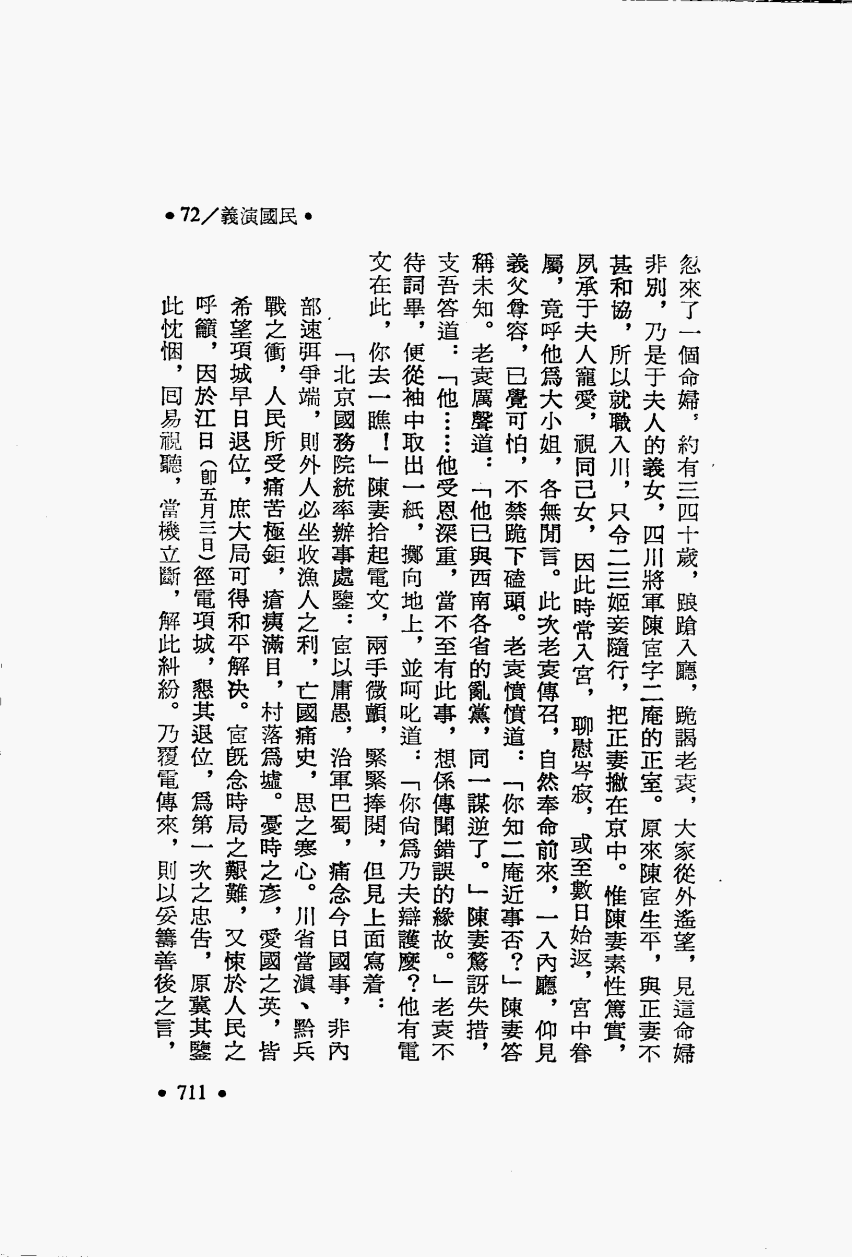 •72／義演國民•
忽來了一個命婦，約有三四十歲，踉蹌入廳，跪謁老袁，大家從外遙望，見這命婦
非別，乃是于夫人的義女，四川將軍陳宧字二庵的正室。原來陳宧生平，與正妻不
甚和協，所以就職入川，只令二三姬妾隨行，把正妻撇在京中。惟陳妻素性篤實，
夙承于夫人寵愛，視同己女，因此時常入宮，聊慰岑寂，或至數日始返，宮中眷
屬，竟呼他爲大小姐，各無閒言。此次老袁傳召，自然奉命前來，一入內廳，仰見
義父尊容，已覺可怕，不禁跪下磕頭。老袁憤憤道：「你知二庵近事否？」陳妻答
稱未知。老袁厲聲道：「他已與西南各省的亂黨，同一謀逆了。」陳妻驚訝失措，
支吾答道：「他……他受恩深重，當不至有此事，想係傳聞錯誤的緣故。」老袁不
待詞畢，便從袖中取出一紙，擲向地上，並呵叱道：「你尙爲乃夫辯護麼？他有電
文在此，你去一瞧！」陳妻拾起電文，兩手微顫，緊緊捧閱，但見上面寫着：
「北京國務院統率辦事處鑒：宧以庸愚，治軍巴蜀，痛念今日國事，非內
部速弭爭端，則外人必坐收漁人之利，亡國痛史，思之寒心。川省當滇、黔兵
戰之衝，人民所受痛苦極鉅，瘡痍滿目，村落爲墟。憂時之彥，愛國之英，皆
希望項城早日退位，庶大局可得和平解決。宧旣念時局之艱難，又悚於人民之
呼籲，因於江日（卽五月三日）徑電項城，懇其退位，爲第一次之忠告，原冀其鑒
此忱悃，囘易視聽，當機立斷，解此糾紛。乃覆電傳來，則以妥籌善後之言，
•711•